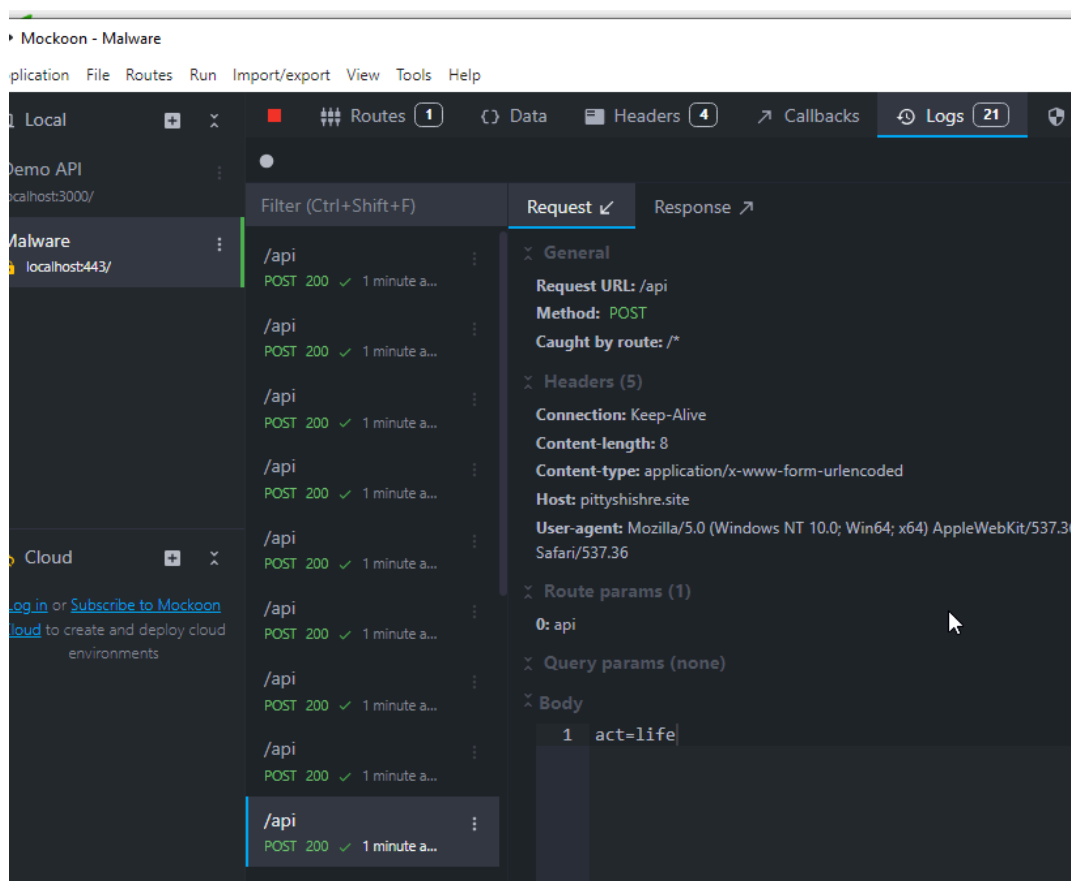 Mockoon - Malware
plication File Routes Run Import/export View Tools Help
Local
Routes 1
Data
Headers 4
Callbacks
Logs 21
Demo API
ocalhost:3000/
Malware
localhost:443/
Filter (Ctrl+Shift+F)
/api
POST 200 1 minute a...
/api
POST 200 1 minute a...
/api
POST 200 1 minute a...
/api
POST 200 1 minute a...
/api
POST 200 1 minute a...
/api
POST 200 1 minute a...
/api
POST 200 1 minute a...
/api
POST 200 1 minute a...
/api
POST 200 1 minute a...
Request
Response
General
Request URL: /api
Method: POST
Caught by route: /*
Headers (5)
Connection: Keep-Alive
Content-length: 8
Content-type: application/x-www-form-urlencoded
Host: pittyshishre.site
User-agent: Mozilla/5.0 (Windows NT 10.0; Win64; x64) AppleWebKit/537.36
Safari/537.36
Route params (1)
0: api
Query params (none)
Body
1 act=life
Cloud
Log in or Subscribe to Mockoon
Cloud to create and deploy cloud
environments